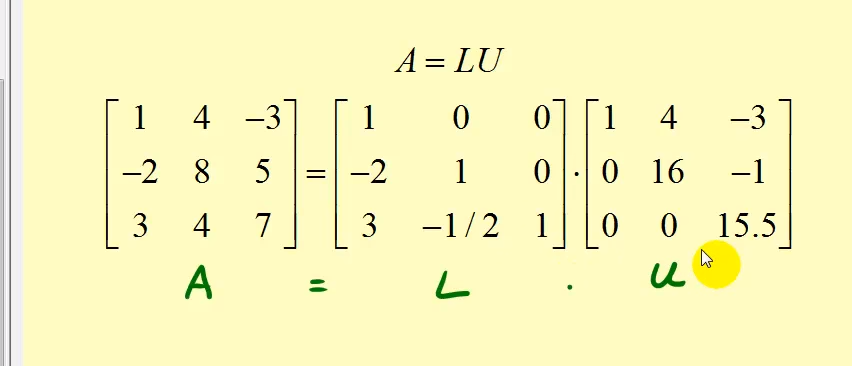 A = LU
[ 1 4 −3 ] = [ 1 0 0 ] · [ 1 4 −3 ]
[ −2 8 5 ] = [ −2 1 0 ] · [ 0 16 −1 ]
[ 3 4 7 ] = [ 3 −1/2 1 ] · [ 0 0 15.5 ]
A = L . U